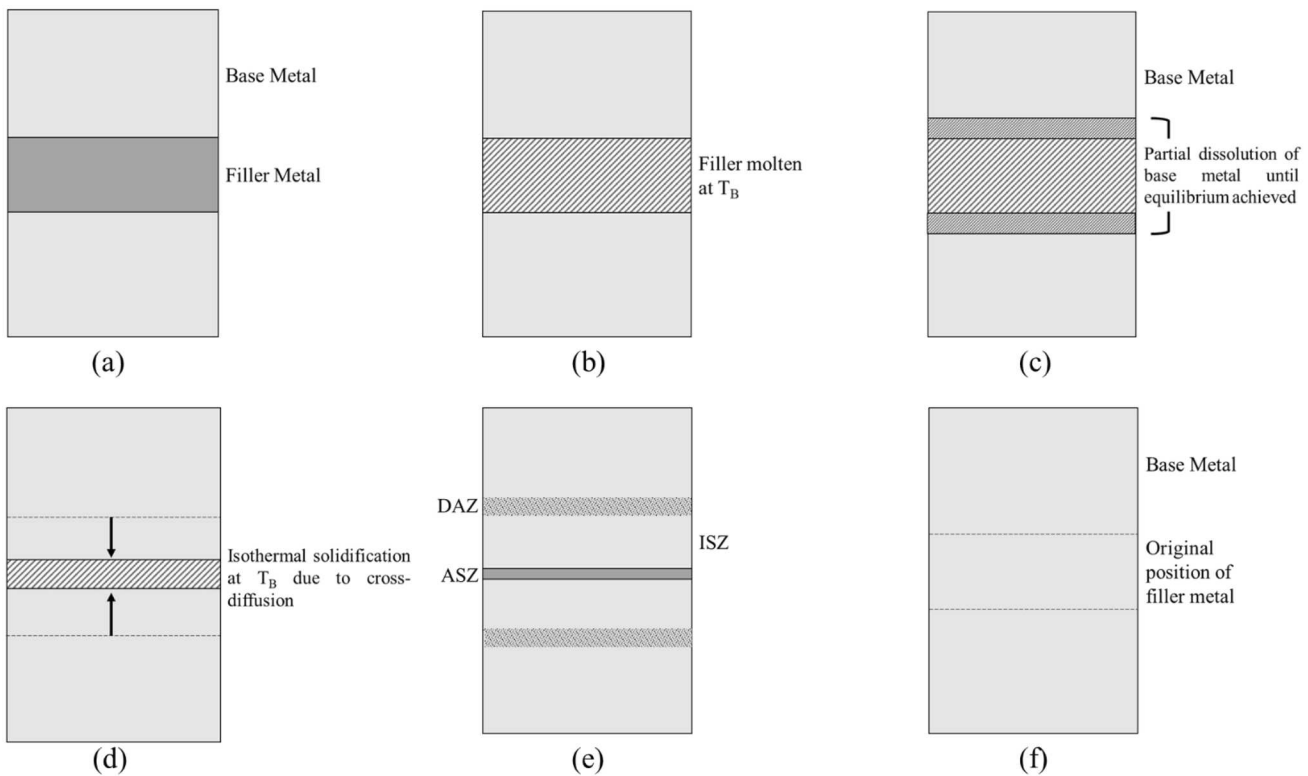 Base Metal
Filler Metal
(a)
Filler molten
at T_B
(b)
Base Metal
Partial dissolution of
base metal until
equilibrium achieved
(c)
Isothermal solidification
at T_B due to cross-
diffusion
(d)
DAZ
ISZ
ASZ
(e)
Base Metal
Original
position of
filler metal
(f)